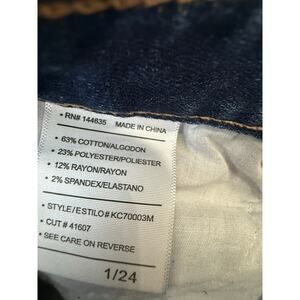 • RN# 144635 MADE IN CHINA
• 63% COTTON/ALGODON
• 23% POLYESTER/POLIESTER
• 12% RAYON/RAYON
• 2% SPANDEX/ELASTANO
• STYLE/ESTILO# KC70003M
• CUT # 41607
• SEE CARE ON REVERSE
1/24